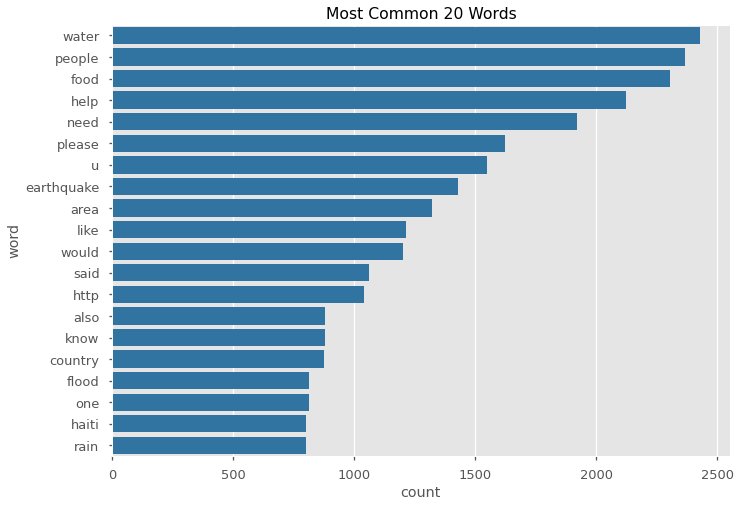 Most Common 20 Words
water
people
food
help
need
please
u
earthquake
area
like
would
said
http
also
know
country
flood
one
haiti
rain
word
0 500 1000 1500 2000 2500
count